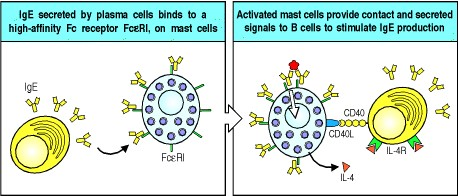 IgE secreted by plasma cells binds to a
high-affinity Fc receptor FcεRI, on mast cells
IgE
FcεRI
Activated mast cells provide contact and secreted
signals to B cells to stimulate IgE production
CD40
CD40L
IL-4R
IL-4